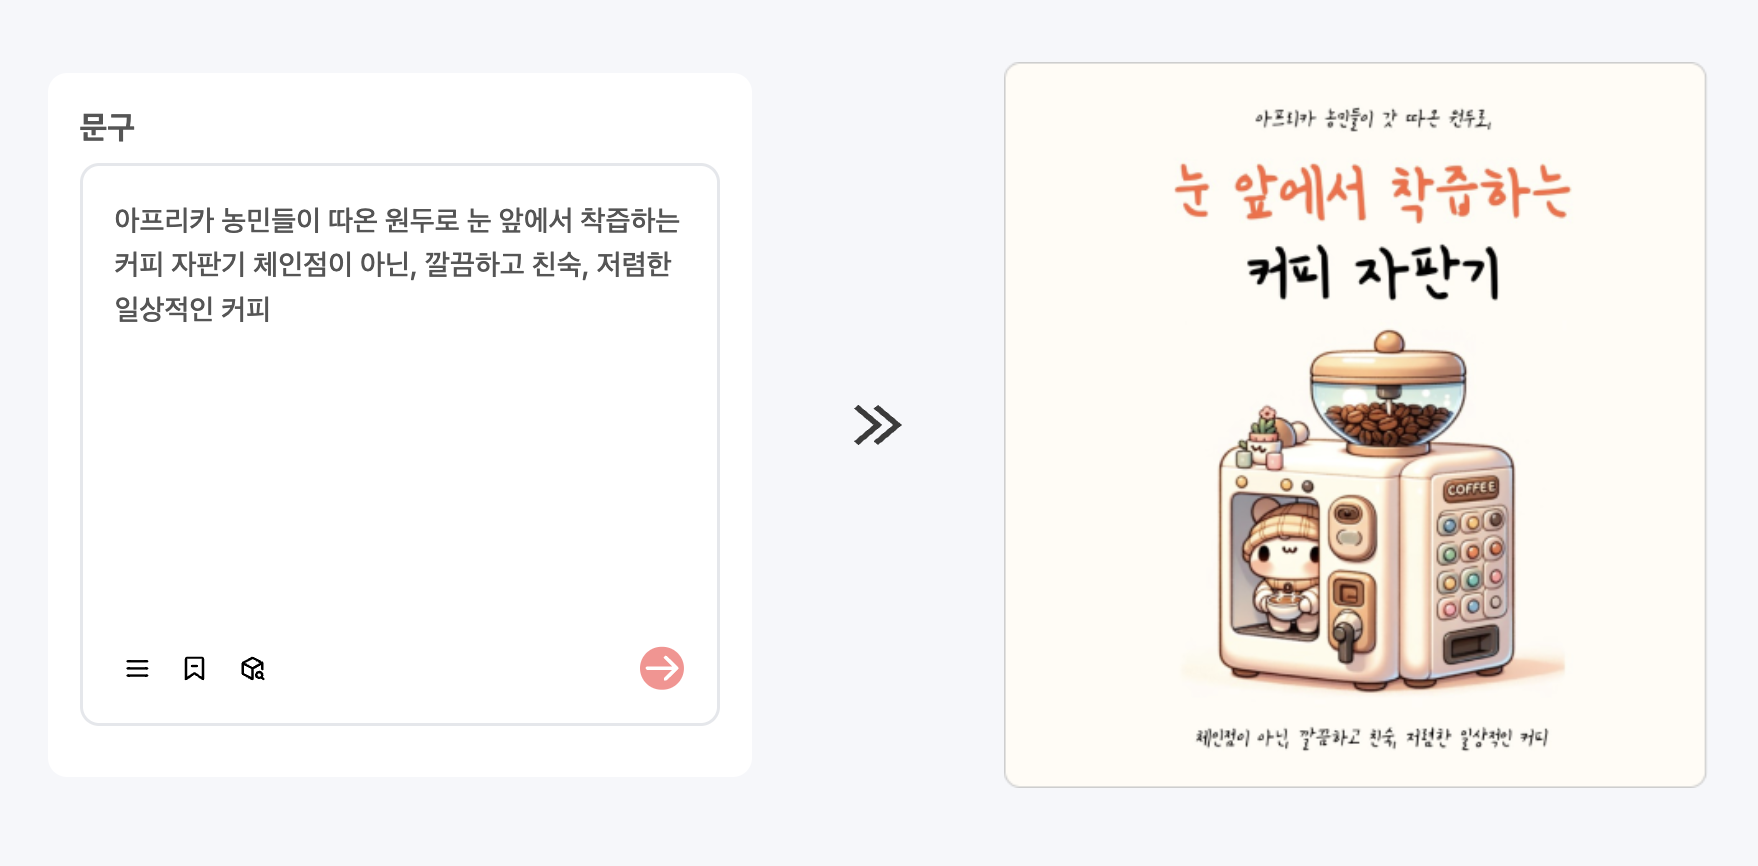 문구
아프리카 농민들이 따온 원두로 눈 앞에서 착즙하는
커피 자판기 체인점이 아닌, 깔끔하고 친숙, 저렴한
일상적인 커피
아프리카 농민들이 갓 따온 원두로,
눈 앞에서 착즙하는
커피 자판기
COFFEE
체인점이 아닌, 깔끔하고 친숙, 저렴한 일상적인 커피